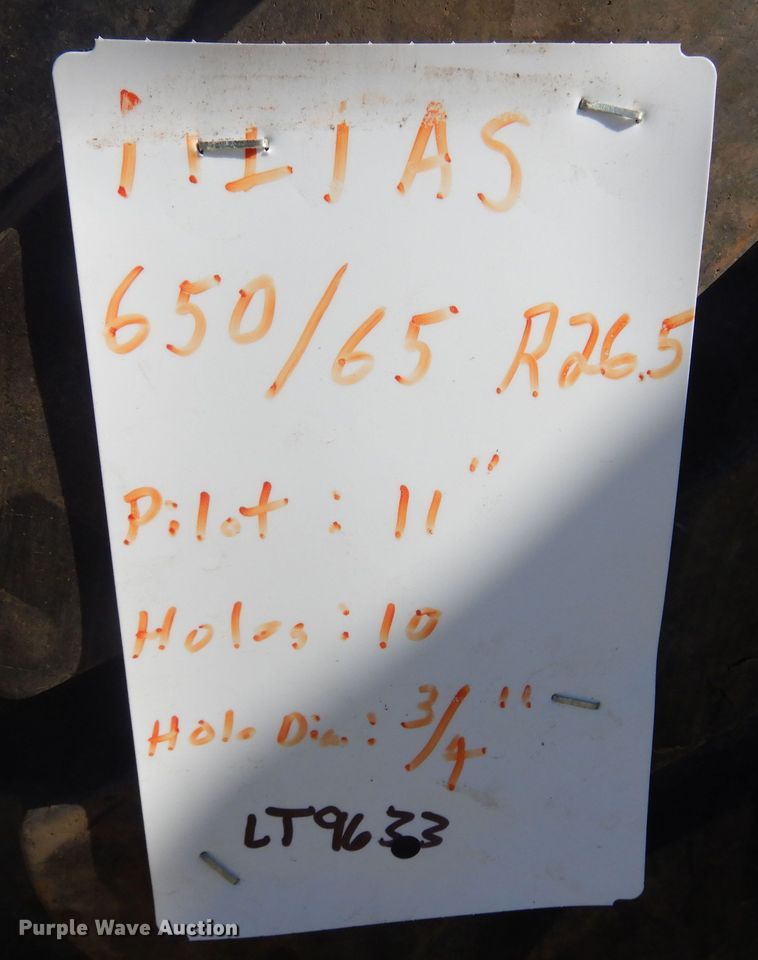 650/65 R26.5
Pilot : 11"
Holes : 10
Hole Dia. : 3/4"
LT9633
Purple Wave Auction